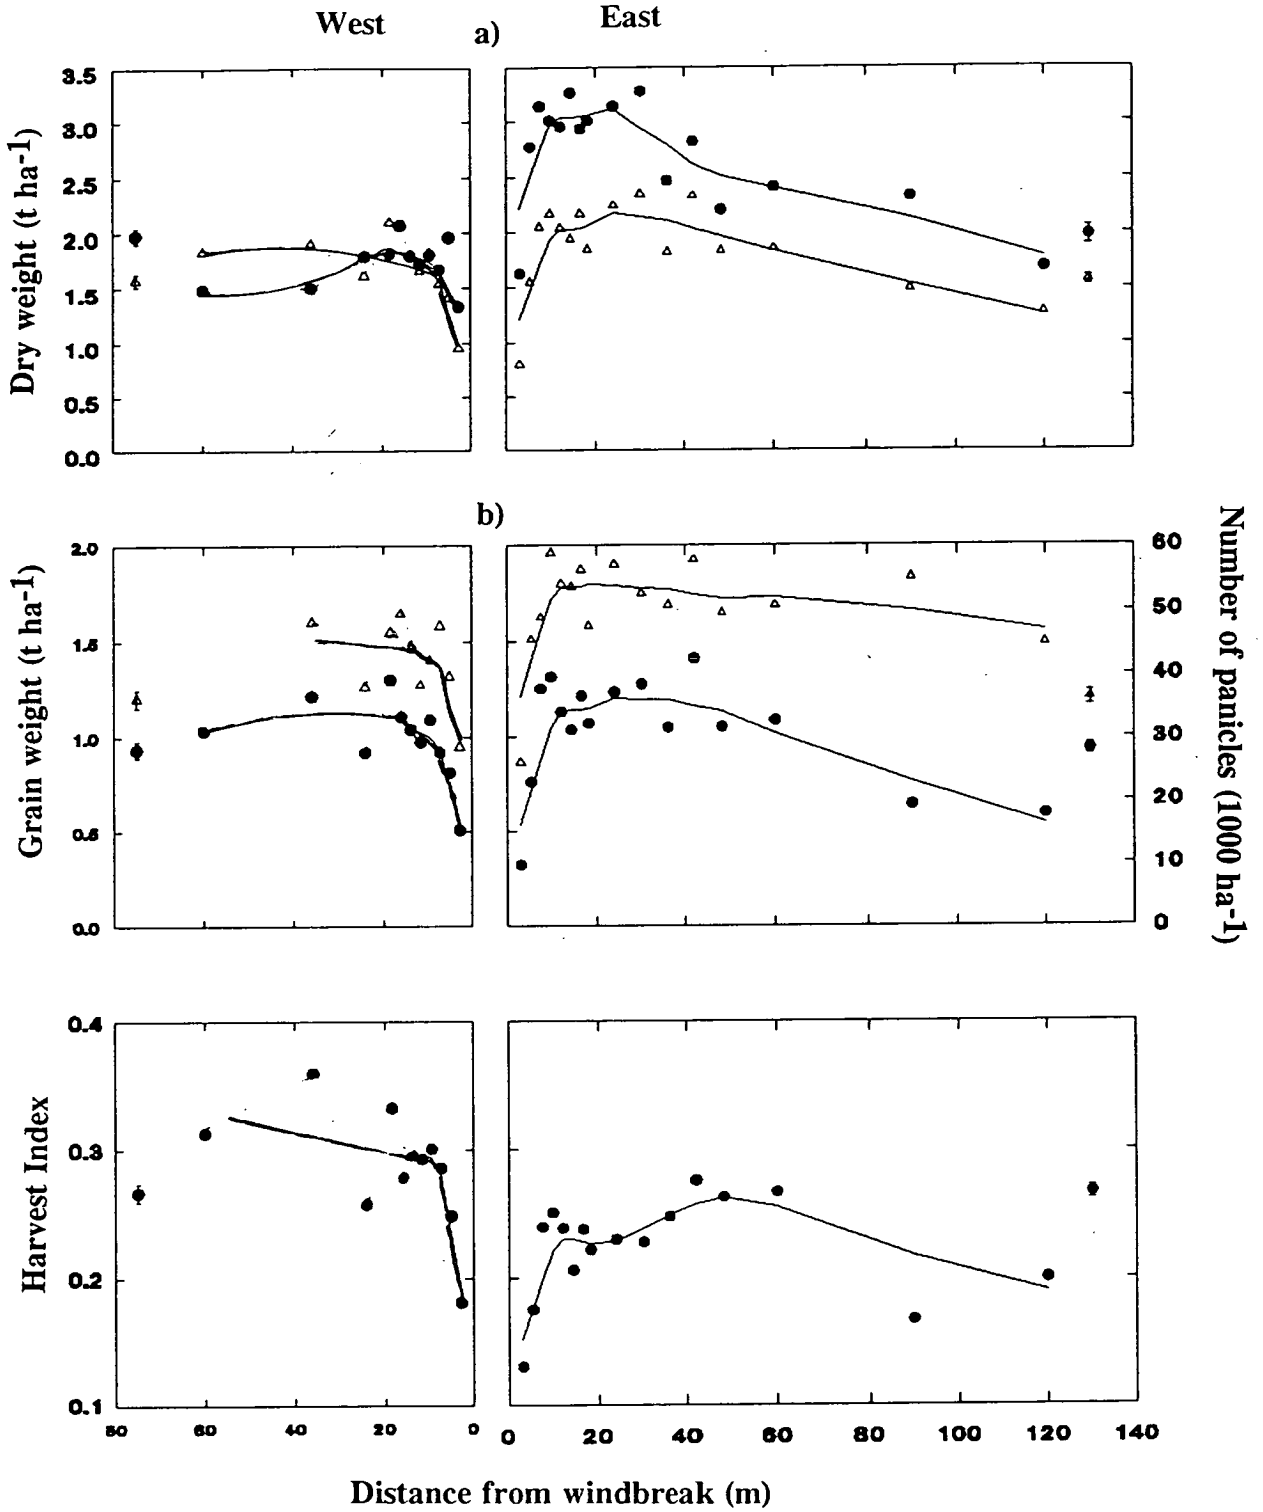 West
a)
East
3.5
3.0
2.5
2.0
1.5
1.0
0.5
0.0
Dry weight (t ha-1)
b)
2.0
1.5
1.0
0.5
0.0
Grain weight (t ha-1)
60
50
40
30
20
10
0
Number of panicles (1000 ha-1)
0.4
0.3
0.2
0.1
Harvest Index
80 60 40 20 0
0 20 40 60 80 100 120 140
Distance from windbreak (m)